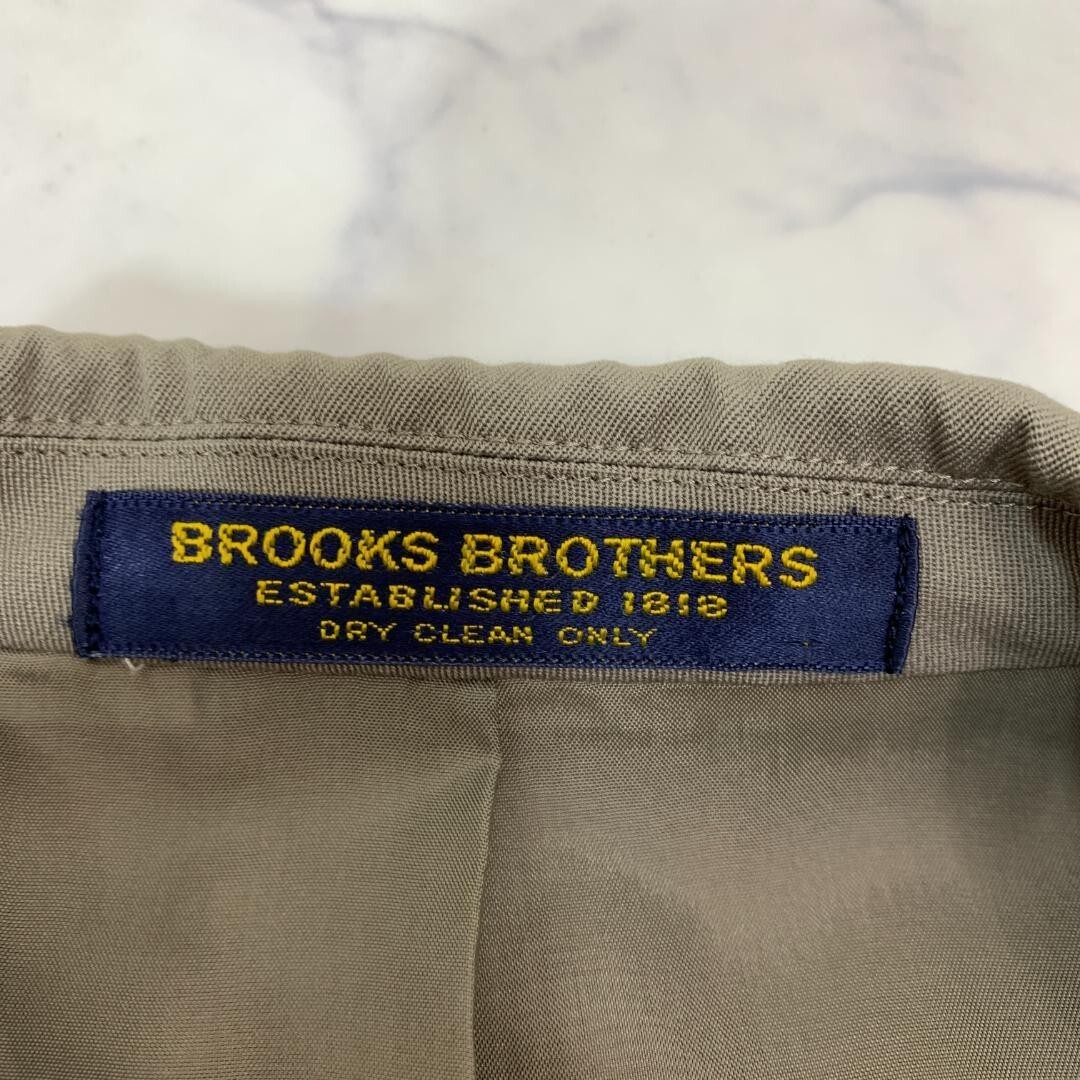 BROOKS BROTHERS
ESTABLISHED 1818
DRY CLEAN ONLY